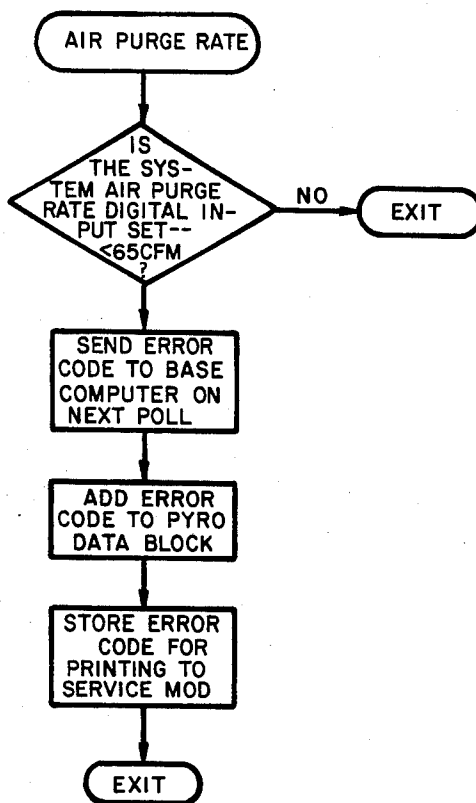 AIR PURGE RATE
IS
THE SYS-
TEM AIR PURGE
RATE DIGITAL IN-
PUT SET--
<65CFM
?
NO
EXIT
SEND ERROR
CODE TO BASE
COMPUTER ON
NEXT POLL
ADD ERROR
CODE TO PYRO
DATA BLOCK
STORE ERROR
CODE FOR
PRINTING TO
SERVICE MOD
EXIT